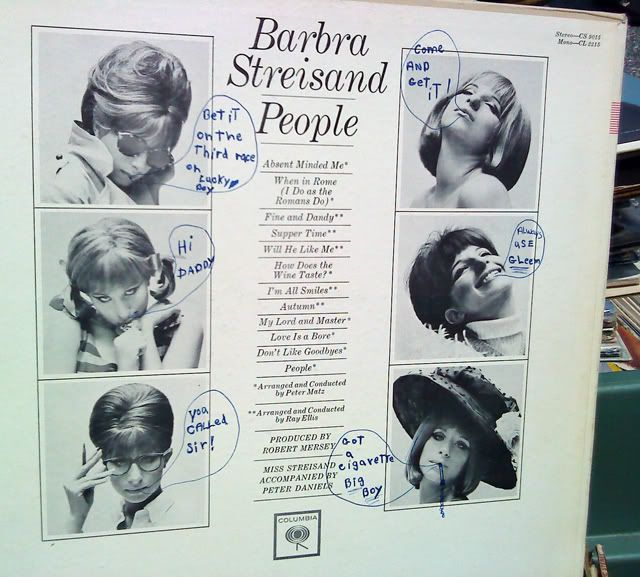 Stereo—CS 9015
Mono—CL 2215
Barbra
Streisand
People
Absent Minded Me*
When in Rome
(I Do as the
Romans Do)*
Fine and Dandy**
Supper Time**
Will He Like Me**
How Does the
Wine Taste?*
I'm All Smiles**
Autumn**
My Lord and Master*
Love Is a Bore*
Don't Like Goodbyes*
People*
*Arranged and Conducted
by Peter Matz
**Arranged and Conducted
by Ray Ellis
PRODUCED BY
ROBERT MERSEY
MISS STREISAND
ACCOMPANIED BY
PETER DANIELS
COLUMBIA
Bet iT
on the
Third race
on Lucky
Boy
Hi
DADDY
you
CALLED
Sir!
Come
AND
Get
iT!
Always
USE
GLeem
Got
a
cigarette
BIG
BOY